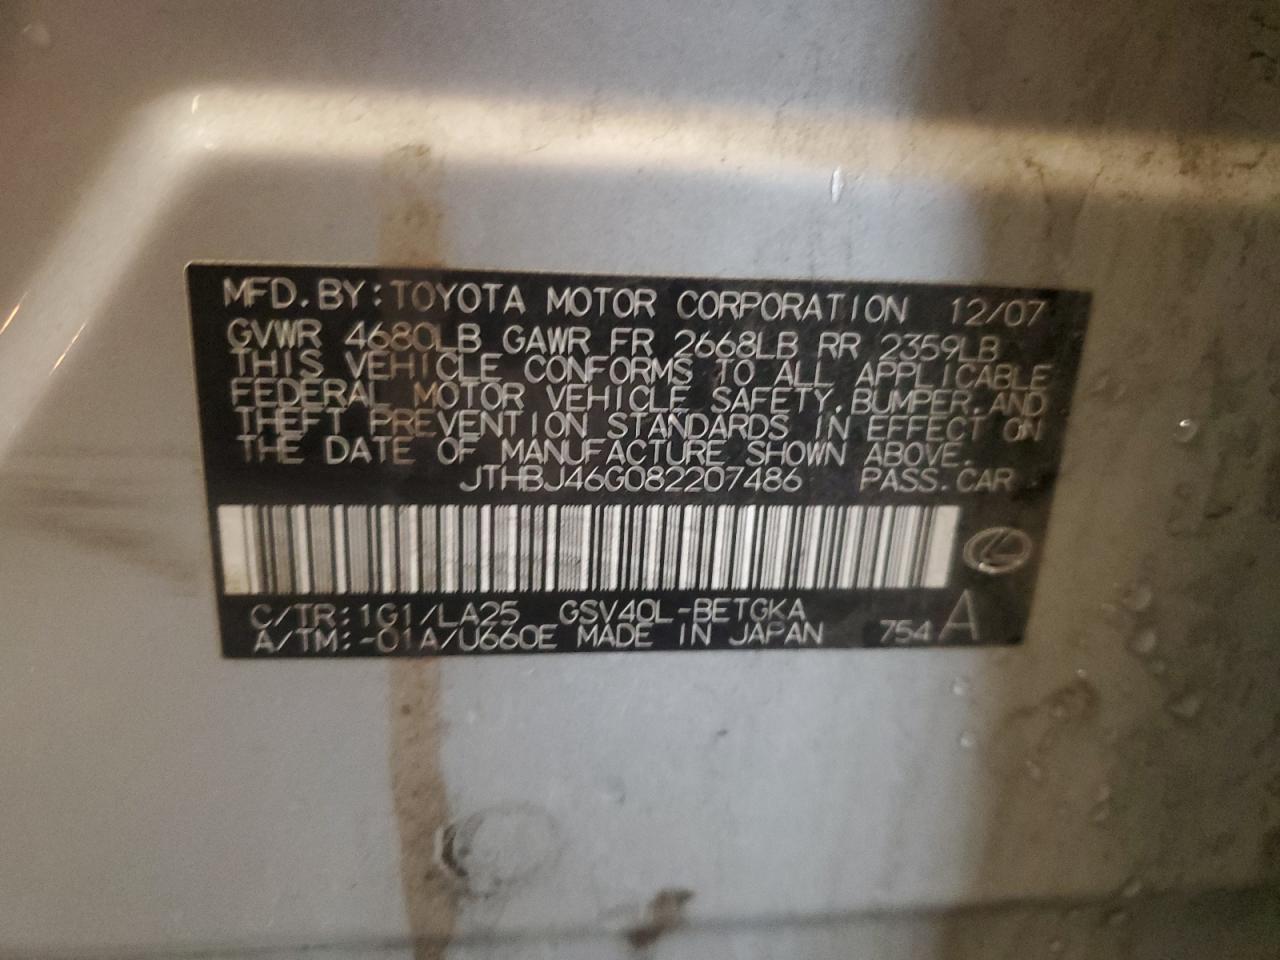 MFD. BY: TOYOTA MOTOR CORPORATION 12/07
GVWR 4680LB GAWR FR 2668LB RR 2359LB
THIS VEHICLE CONFORMS TO ALL APPLICABLE
FEDERAL MOTOR VEHICLE SAFETY, BUMPER, AND
THEFT PREVENTION STANDARDS IN EFFECT ON
THE DATE OF MANUFACTURE SHOWN ABOVE.
JTHBJ46G082207486 PASS. CAR
C/TR: 1G1/LA25 GSV40L-BETGKA
A/TM: -01A/U660E MADE IN JAPAN 754 A